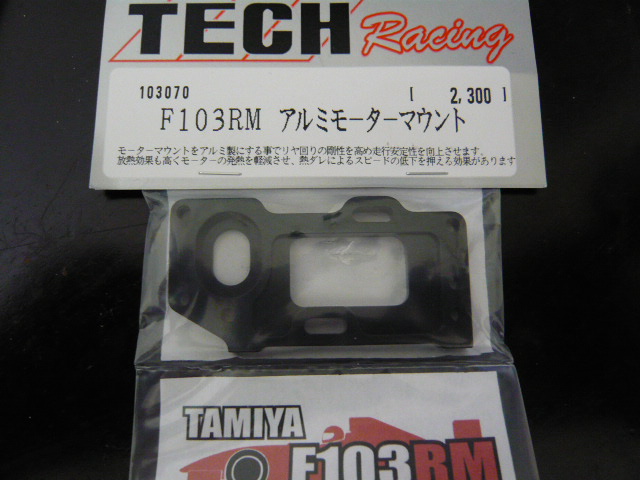 TECH Racing
103070 [ 2,300 ]
F103RM アルミモーターマウント
モーターマウントをアルミ製にする事でリヤ回りの剛性を高め走行安定性を向上させます。
放熱効果も高くモーターの発熱を軽減させ、熱ダレによるスピードの低下を押える効果があります
TAMIYA
F103RM